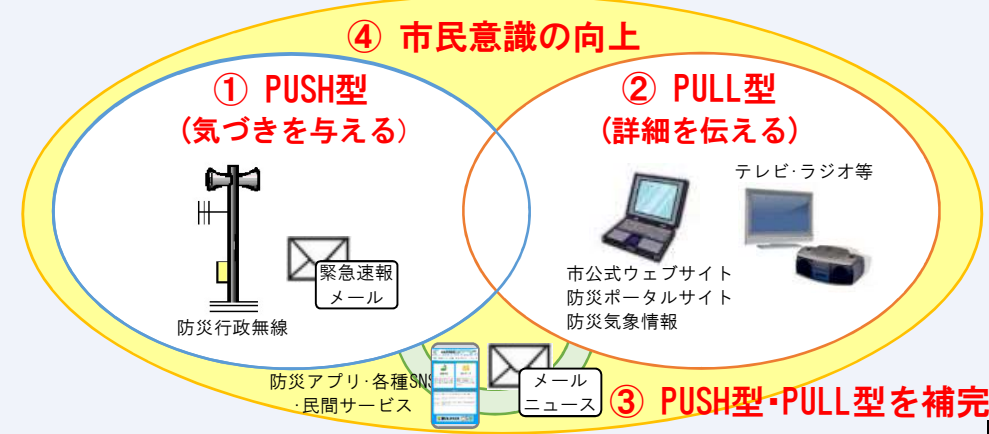 ④ 市民意識の向上
① PUSH型
(気づきを与える)
② PULL型
(詳細を伝える)
テレビ·ラジオ等
緊急速報
メール
防災行政無線
市公式ウェブサイト
防災ポータルサイト
防災気象情報
防災アプリ·各種SNS
·民間サービス
メール
ニュース
③ PUSH型・PULL型を補完